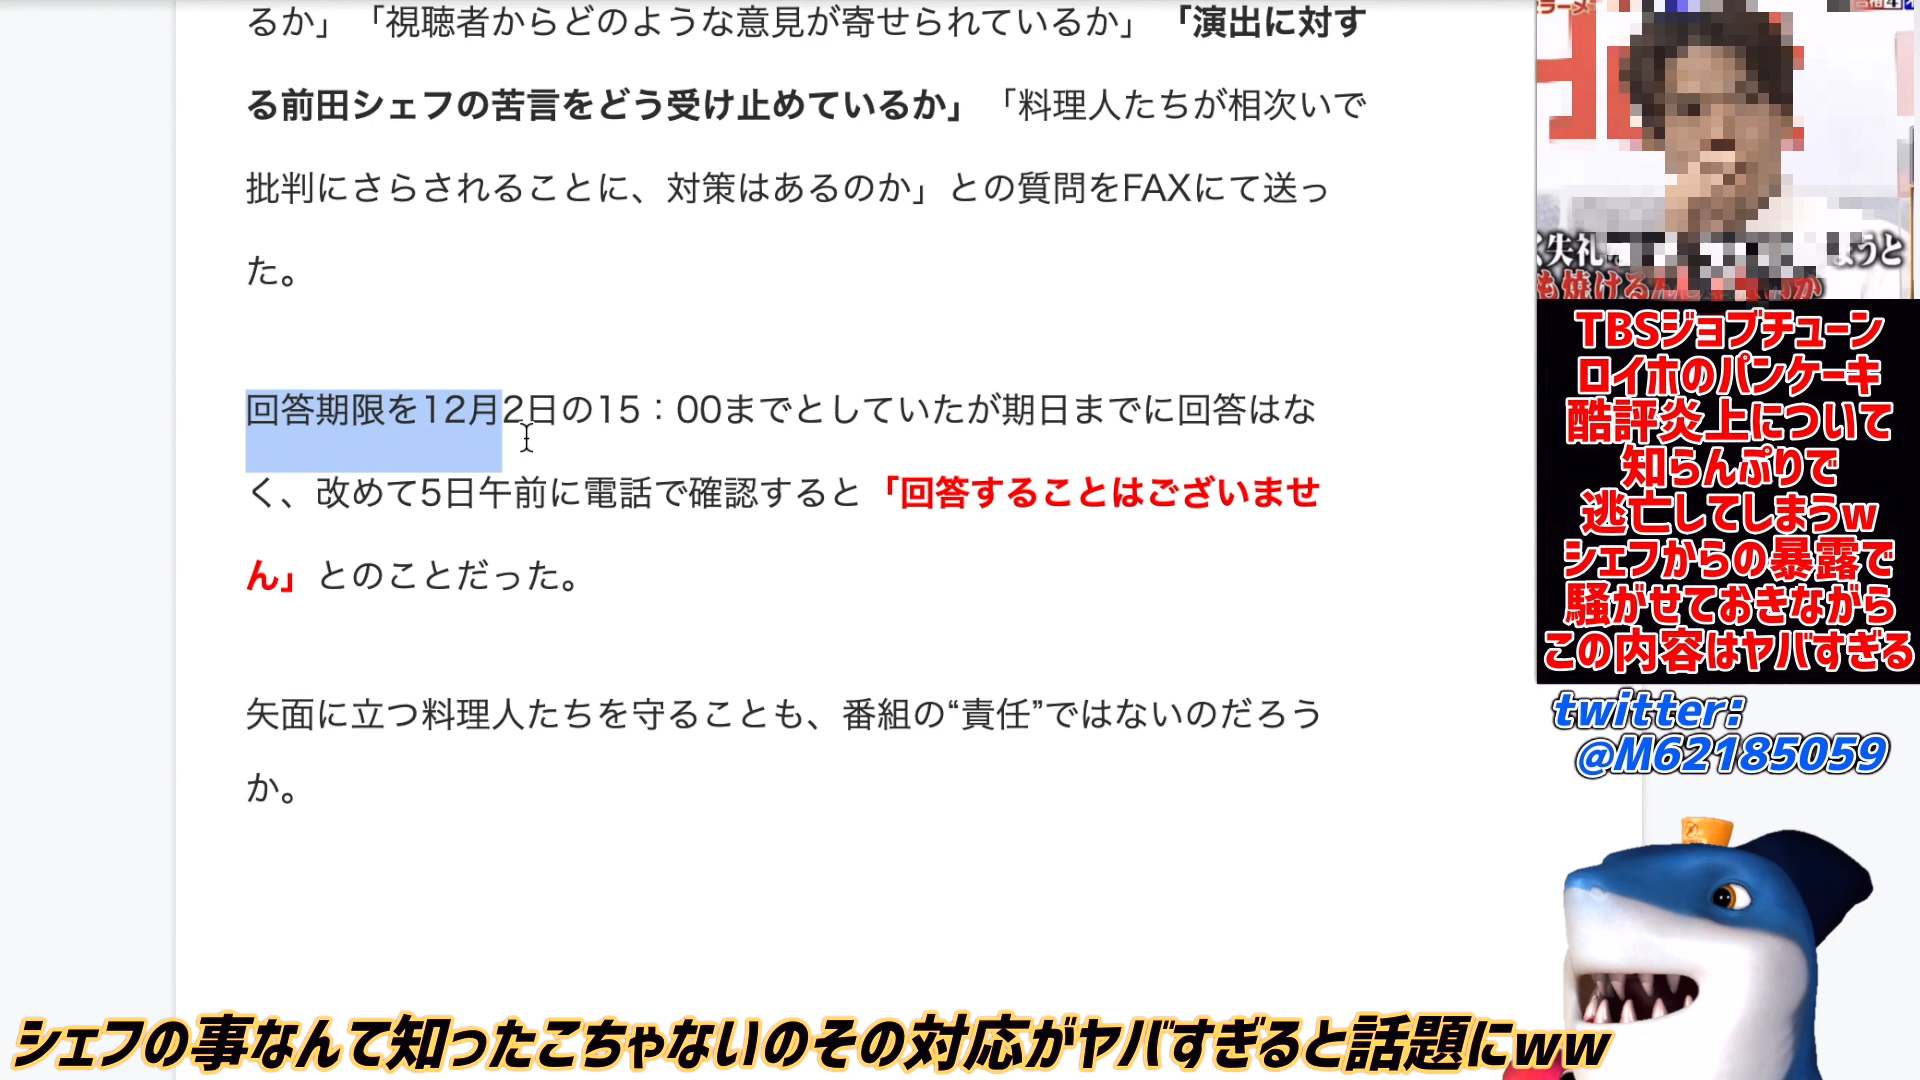 るか」「視聴者からどのような意見が寄せられているか」「演出に対す
る前田シェフの苦言をどう受け止めているか」「料理人たちが相次いで
批判にさらされることに、対策はあるのか」との質問をFAXにて送っ
た。
回答期限を12月2日の15：00までとしていたが期日までに回答はな
く、改めて5日午前に電話で確認すると「回答することはございませ
ん」とのことだった。
矢面に立つ料理人たちを守ることも、番組の“責任”ではないのだろう
か。
失礼
ようと
も焼ける
TBSジョブチューン
ロイホのパンケーキ
酷評炎上について
知らんぷりで
逃亡してしまうw
シェフからの暴露で
騒がせておきながら
この内容はヤバすぎる
twitter:
@M62185059
シェフの事なんて知ったこちゃないのその対応がヤバすぎると話題にww